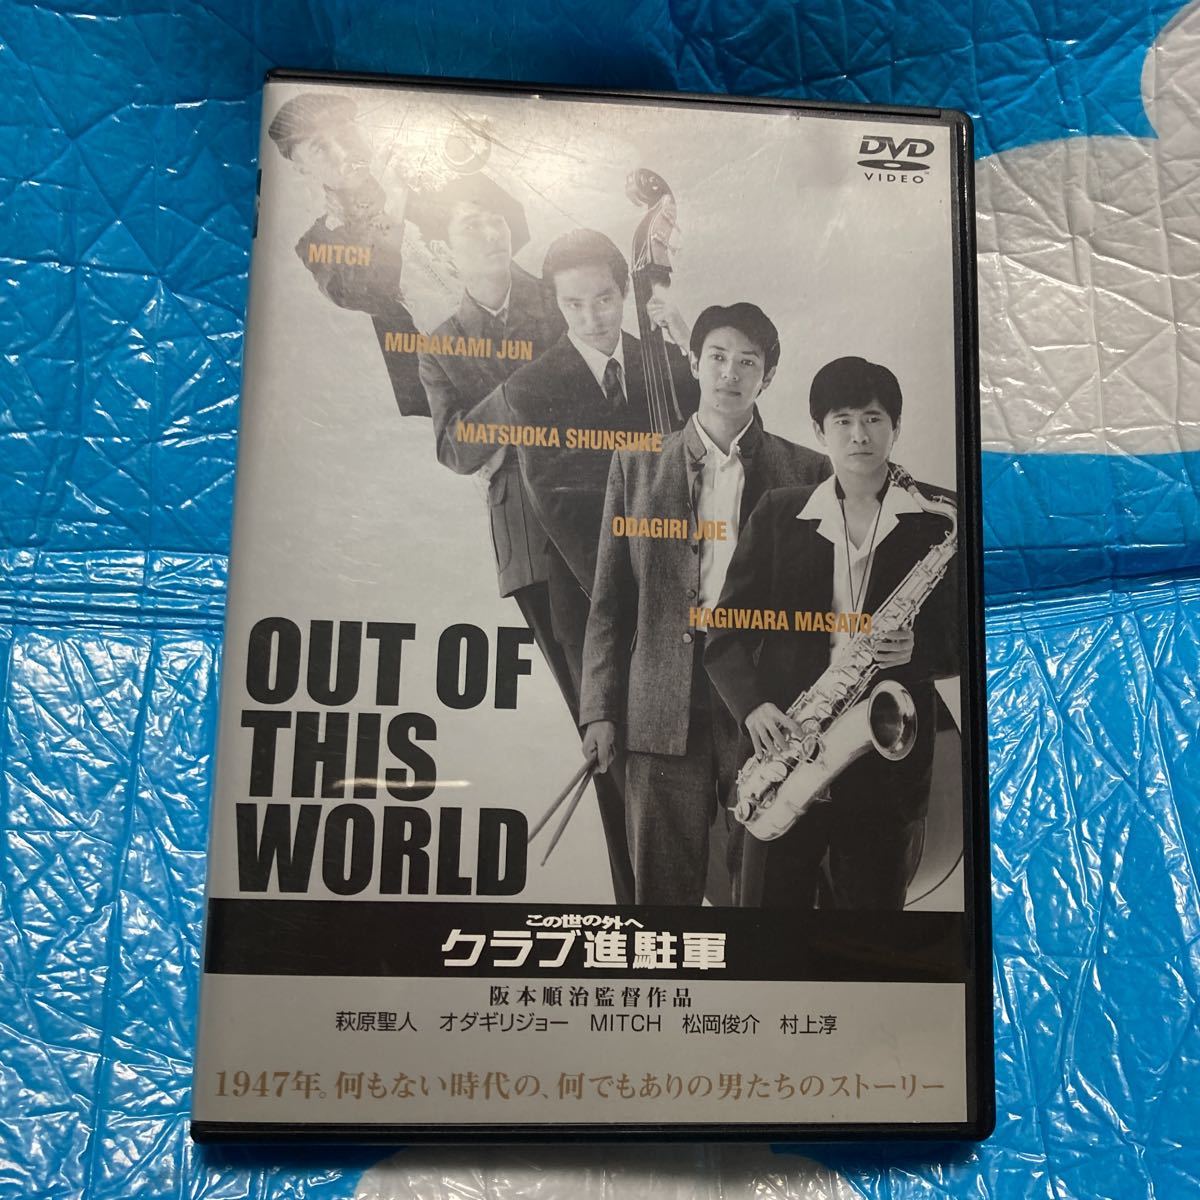 DVD
VIDEO
MITCH
MURAKAMI JUN
MATSUOKA SHUNSUKE
ODAGIRI JOE
HAGIWARA MASATO
OUT OF
THIS
WORLD
この世の外へ
クラブ進駐軍
阪本順治監督作品
萩原聖人 オダギリジョー MITCH 松岡俊介 村上淳
1947年。何もない時代の、何でもありの男たちのストーリー